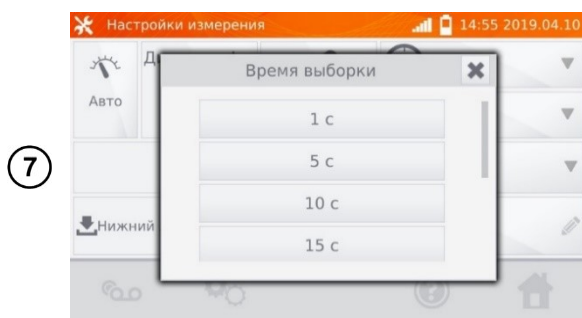 Настройки измерения 14:55 2019.04.10
Время выборки
Авто
1 с
5 с
7
10 с
Нижний
15 с